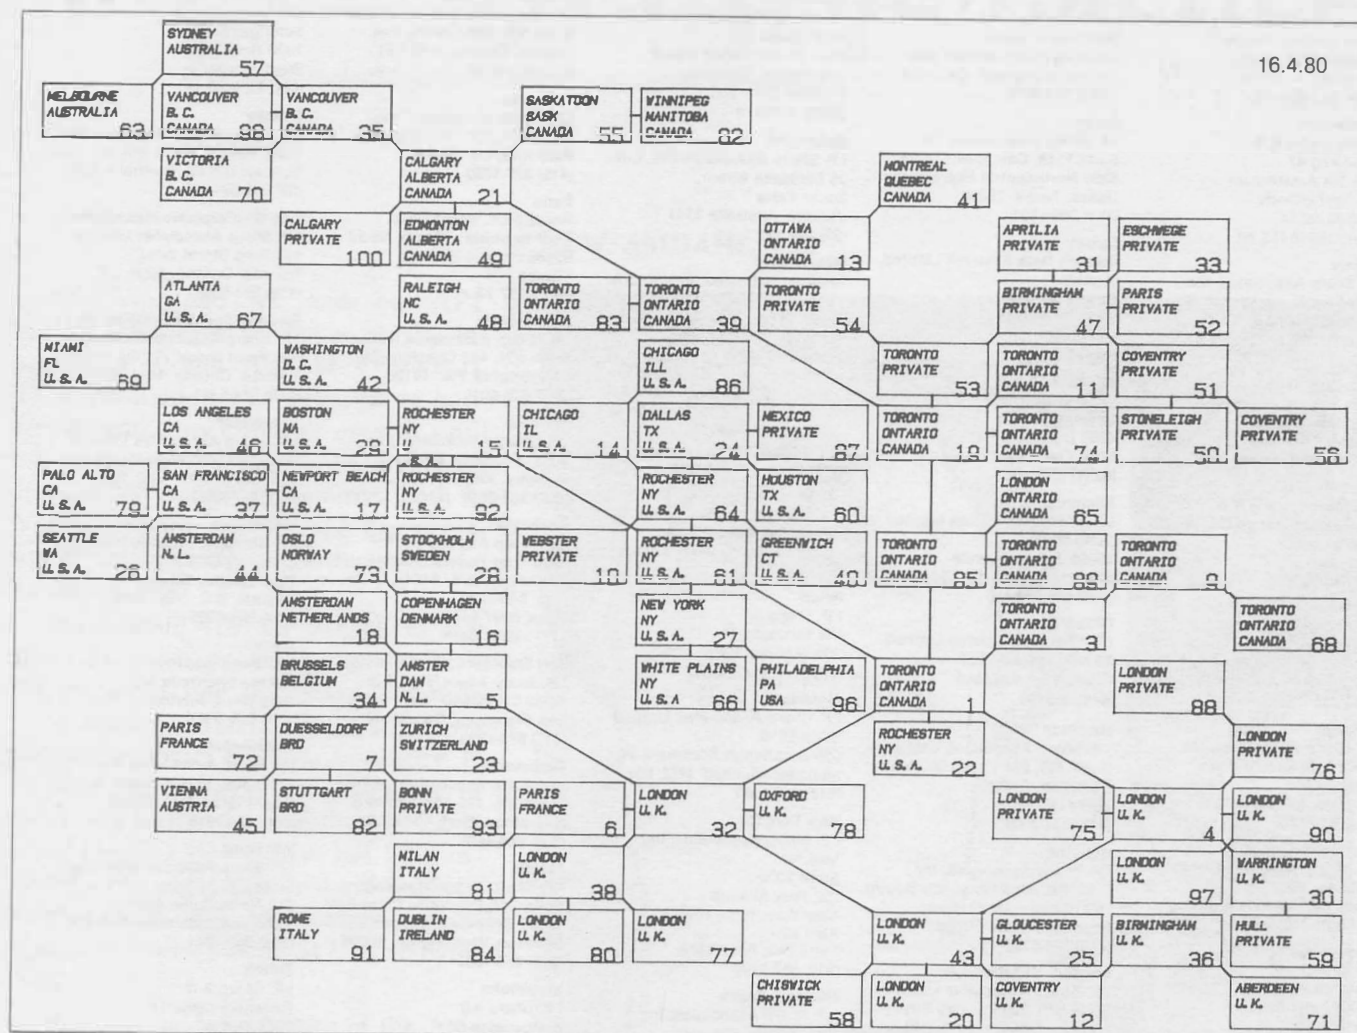 16.4.80
SYDNEY
AUSTRALIA
57
MELBOURNE
AUSTRALIA
63
VANCOUVER
B. C.
CANADA 98
VANCOUVER
B. C.
CANADA 35
SASKATOON
SASK
CANADA 55
WINNIPEG
MANITOBA
CANADA 82
VICTORIA
B. C.
CANADA 70
CALGARY
ALBERTA
CANADA 21
MONTREAL
QUEBEC
CANADA 41
CALGARY
PRIVATE
100
EDMONTON
ALBERTA
CANADA 49
OTTAWA
ONTARIO
CANADA 13
APRILIA
PRIVATE
31
ESCHWEGE
PRIVATE
33
ATLANTA
GA
U. S. A. 67
RALEIGH
NC
U. S. A. 48
TORONTO
ONTARIO
CANADA 83
TORONTO
ONTARIO
CANADA 39
TORONTO
PRIVATE
54
BIRMINGHAM
PRIVATE
47
PARIS
PRIVATE
52
MIAMI
FL
U. S. A. 69
WASHINGTON
D. C.
U. S. A. 42
CHICAGO
ILL
U. S. A. 86
TORONTO
PRIVATE
53
TORONTO
ONTARIO
CANADA 11
COVENTRY
PRIVATE
51
LOS ANGELES
CA
U. S. A. 46
BOSTON
MA
U. S. A. 29
ROCHESTER
NY
U. S. A. 15
CHICAGO
IL
U. S. A. 14
DALLAS
TX
U. S. A. 24
MEXICO
PRIVATE
87
TORONTO
ONTARIO
CANADA 19
TORONTO
ONTARIO
CANADA 74
STONELEIGH
PRIVATE
50
COVENTRY
PRIVATE
56
PALO ALTO
CA
U. S. A. 79
SAN FRANCISCO
CA
U. S. A. 37
NEWPORT BEACH
CA
U. S. A. 17
ROCHESTER
NY
U. S. A. 92
ROCHESTER
NY
U. S. A. 64
HOUSTON
TX
U. S. A. 60
LONDON
ONTARIO
CANADA 65
SEATTLE
WA
U. S. A. 26
AMSTERDAM
N. L.
44
OSLO
NORWAY
73
STOCKHOLM
SWEDEN
28
WEBSTER
PRIVATE
10
ROCHESTER
NY
U. S. A. 61
GREENWICH
CT
U. S. A. 40
TORONTO
ONTARIO
CANADA 85
TORONTO
ONTARIO
CANADA 89
TORONTO
ONTARIO
CANADA 9
AMSTERDAM
NETHERLANDS
18
COPENHAGEN
DENMARK
16
NEW YORK
NY
U. S. A. 27
TORONTO
ONTARIO
CANADA 3
TORONTO
ONTARIO
CANADA 68
BRUSSELS
BELGIUM
34
AMSTER
DAM
N. L. 5
WHITE PLAINS
NY
U. S. A 66
PHILADELPHIA
PA
USA 96
TORONTO
ONTARIO
CANADA 1
LONDON
PRIVATE
88
PARIS
FRANCE
72
DUESSELDORF
BRD
7
ZURICH
SWITZERLAND
23
ROCHESTER
NY
U. S. A. 22
LONDON
PRIVATE
76
VIENNA
AUSTRIA
45
STUTTGART
BRD
82
BONN
PRIVATE
93
PARIS
FRANCE
6
LONDON
U. K.
32
OXFORD
U. K.
78
LONDON
PRIVATE
75
LONDON
U. K.
4
LONDON
U. K.
90
MILAN
ITALY
81
LONDON
U. K.
38
LONDON
U. K.
97
WARRINGTON
U. K.
30
ROME
ITALY
91
DUBLIN
IRELAND
84
LONDON
U. K.
80
LONDON
U. K.
77
LONDON
U. K.
43
GLOUCESTER
U. K.
25
BIRMINGHAM
U. K.
36
HULL
PRIVATE
59
CHISWICK
PRIVATE
58
LONDON
U. K.
20
COVENTRY
U. K.
12
ABERDEEN
U. K.
71